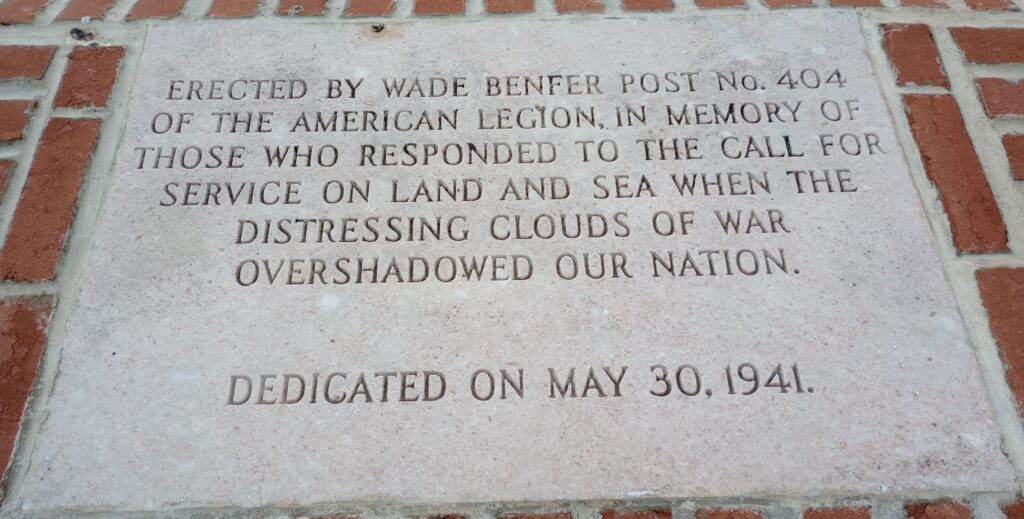 ERECTED BY WADE BENFER POST No. 404
OF THE AMERICAN LEGION, IN MEMORY OF
THOSE WHO RESPONDED TO THE CALL FOR
SERVICE ON LAND AND SEA WHEN THE
DISTRESSING CLOUDS OF WAR
OVERSHADOWED OUR NATION.
DEDICATED ON MAY 30, 1941.